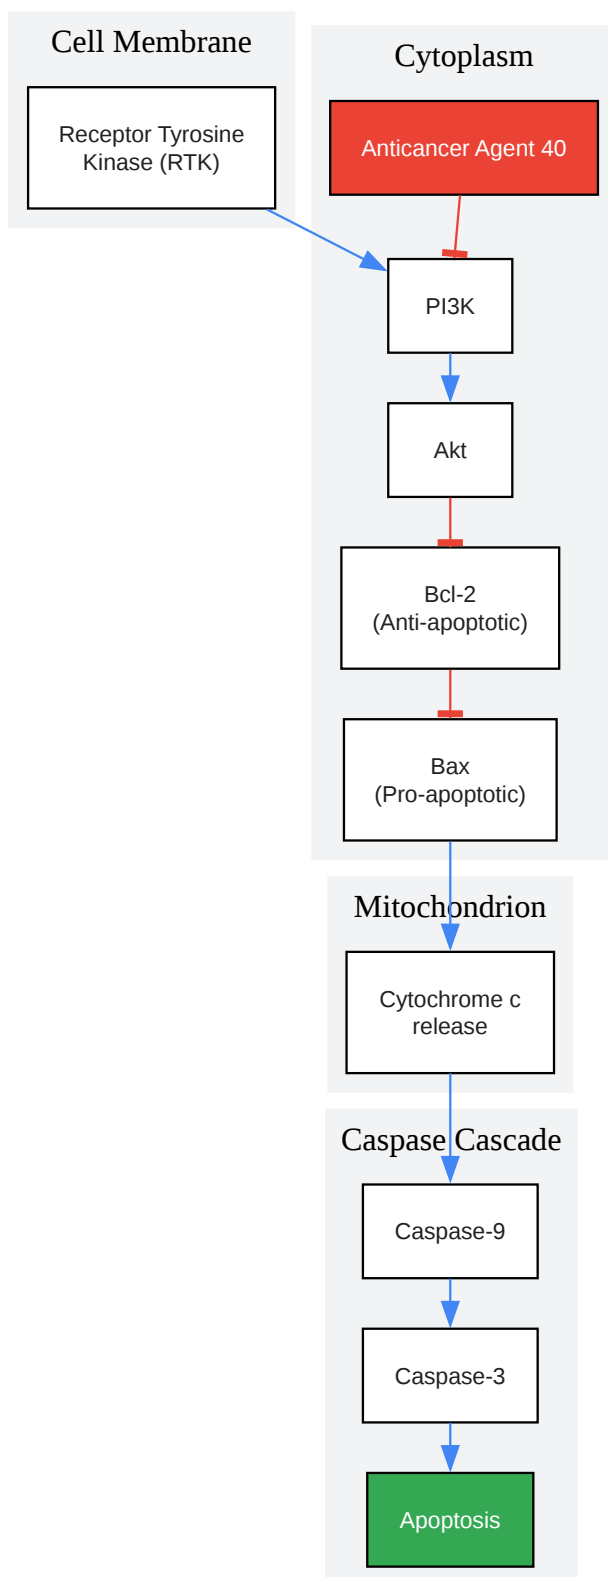 Cell Membrane
Receptor Tyrosine
Kinase (RTK)
Cytoplasm
Anticancer Agent 40
PI3K
Akt
Bcl-2
(Anti-apoptotic)
Bax
(Pro-apoptotic)
Mitochondrion
Cytochrome c
release
Caspase Cascade
Caspase-9
Caspase-3
Apoptosis